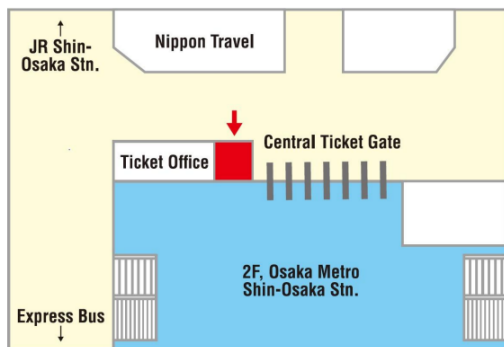 ↑
JR Shin-
Osaka Stn.
Nippon Travel
Central Ticket Gate
Ticket Office
2F, Osaka Metro
Shin-Osaka Stn.
Express Bus
↓